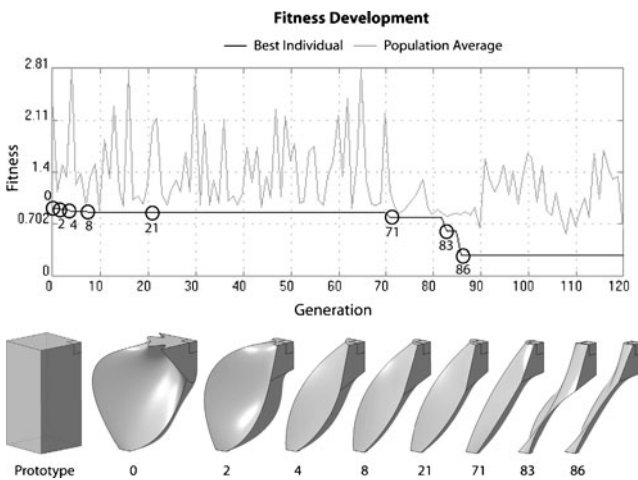 Fitness Development
Best Individual Population Average
2.81
2.11
1.4
0
0.702
0
Fitness
2 4 8 21 71 83 86
0 10 20 30 40 50 60 70 80 90 100 110 120
Generation
Prototype 0 2 4 8 21 71 83 86